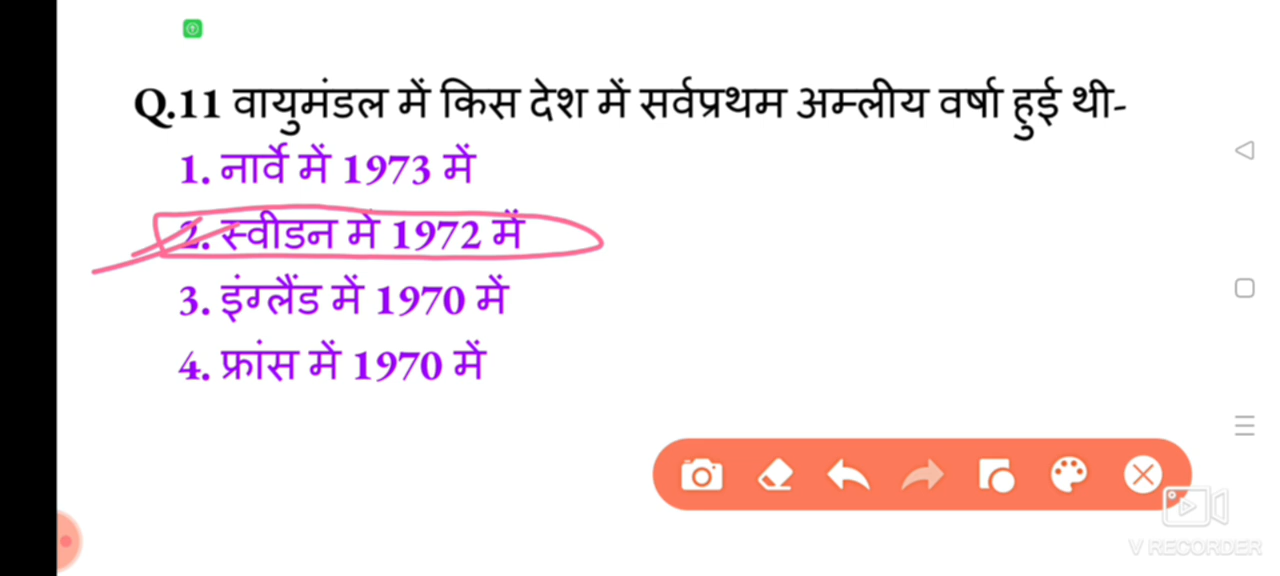 Q.11 वायुमंडल में किस देश में सर्वप्रथम अम्लीय वर्षा हुई थी-
1. नार्वे में 1973 में
2. स्वीडन में 1972 में
3. इंग्लैंड में 1970 में
4. फ्रांस में 1970 में
V RECORDER